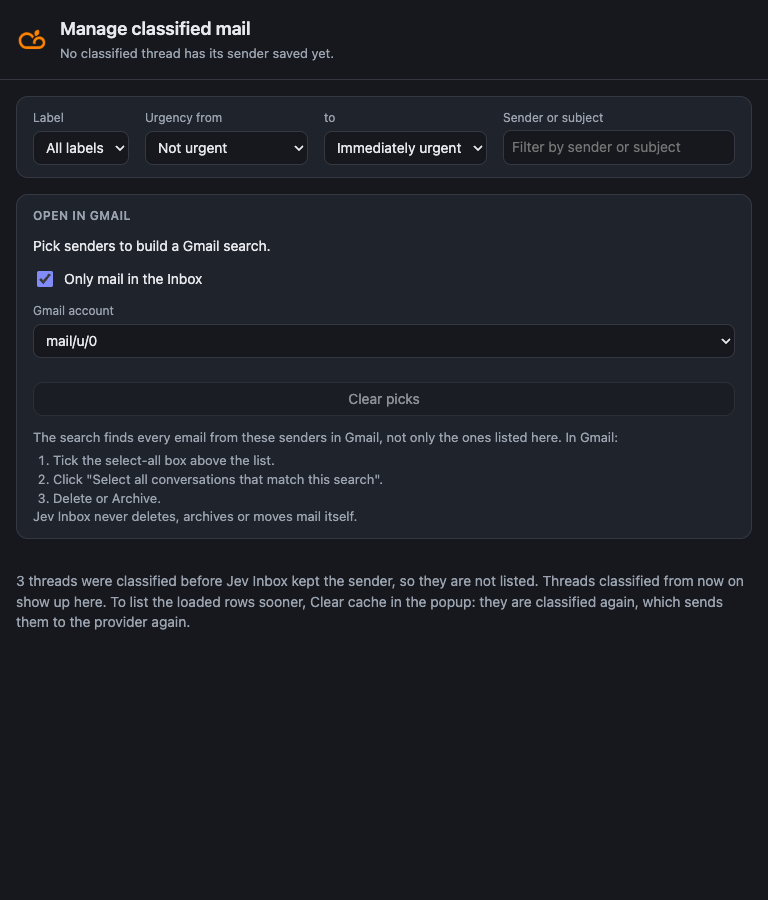 Manage classified mail
No classified thread has its sender saved yet.
Label
Urgency from
to
Sender or subject
All labels
Not urgent
Immediately urgent
Filter by sender or subject
OPEN IN GMAIL
Pick senders to build a Gmail search.
Only mail in the Inbox
Gmail account
mail/u/0
Clear picks
The search finds every email from these senders in Gmail, not only the ones listed here. In Gmail:
1. Tick the select-all box above the list.
2. Click "Select all conversations that match this search".
3. Delete or Archive.
Jev Inbox never deletes, archives or moves mail itself.
3 threads were classified before Jev Inbox kept the sender, so they are not listed. Threads classified from now on
show up here. To list the loaded rows sooner, Clear cache in the popup: they are classified again, which sends
them to the provider again.